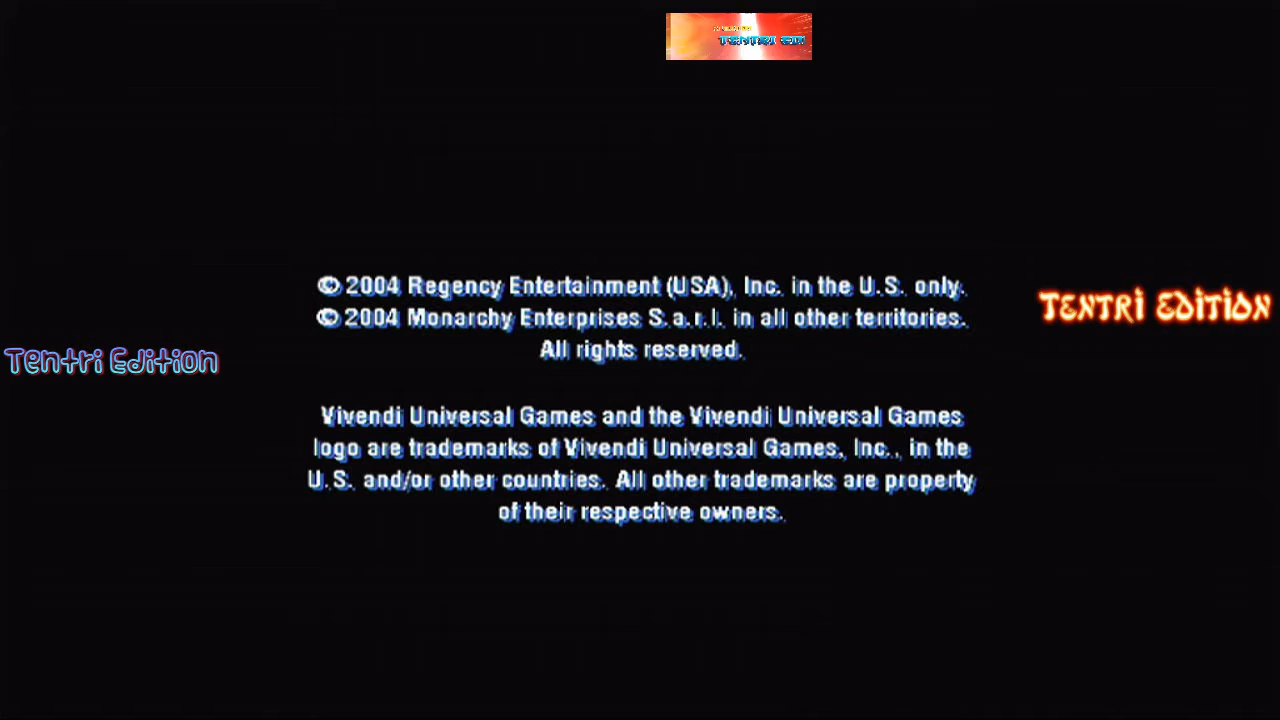 TENTRI EDI
© 2004 Regency Entertainment (USA), Inc. in the U.S. only.
© 2004 Monarchy Enterprises S.a.r.l. in all other territories.
All rights reserved.
TENTRI EDITION
Tentri Edition
Vivendi Universal Games and the Vivendi Universal Games
logo are trademarks of Vivendi Universal Games, Inc., in the
U.S. and/or other countries. All other trademarks are property
of their respective owners.